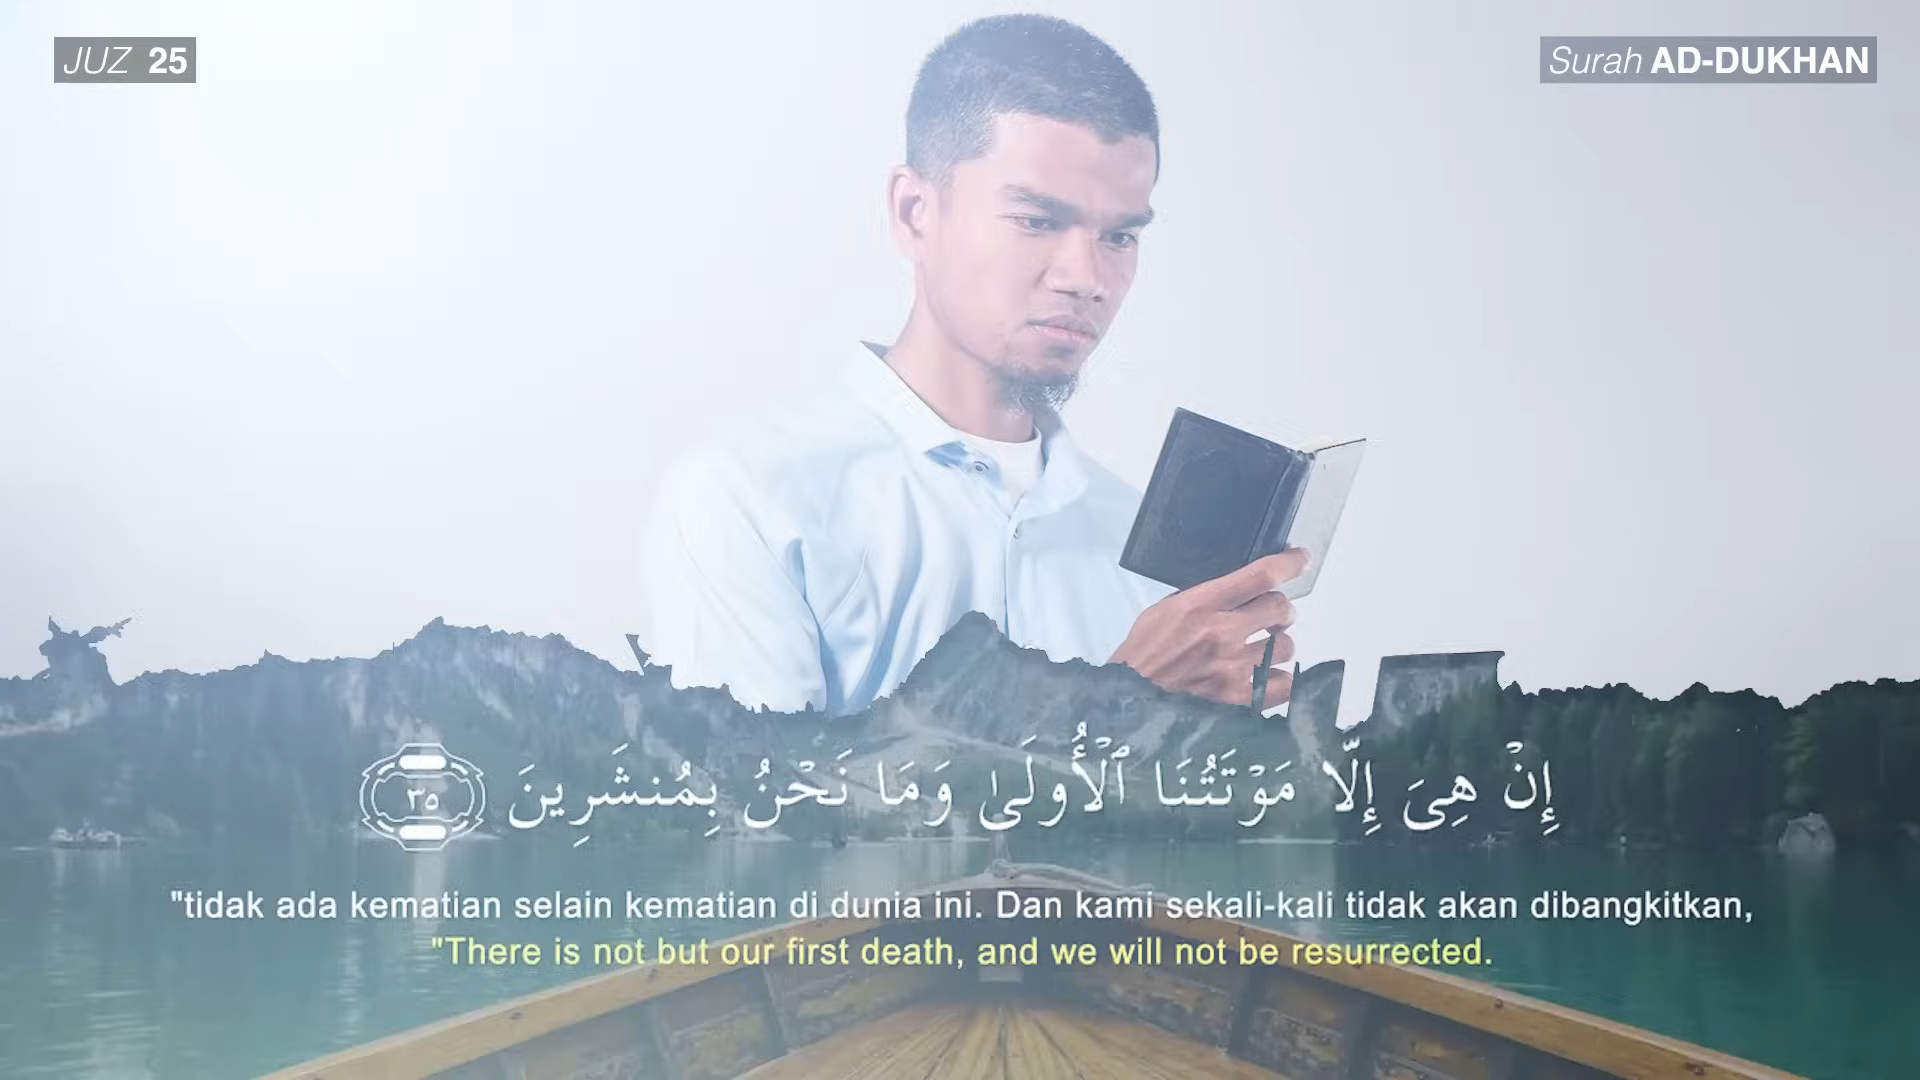 JUZ 25
Surah AD-DUKHAN
إِنْ هِىَ إِلَّا مَوْتَتُنَا ٱلْأُولَىٰ وَمَا نَحْنُ بِمُنشَرِينَ ٣٥
"tidak ada kematian selain kematian di dunia ini. Dan kami sekali-kali tidak akan dibangkitkan,
"There is not but our first death, and we will not be resurrected.